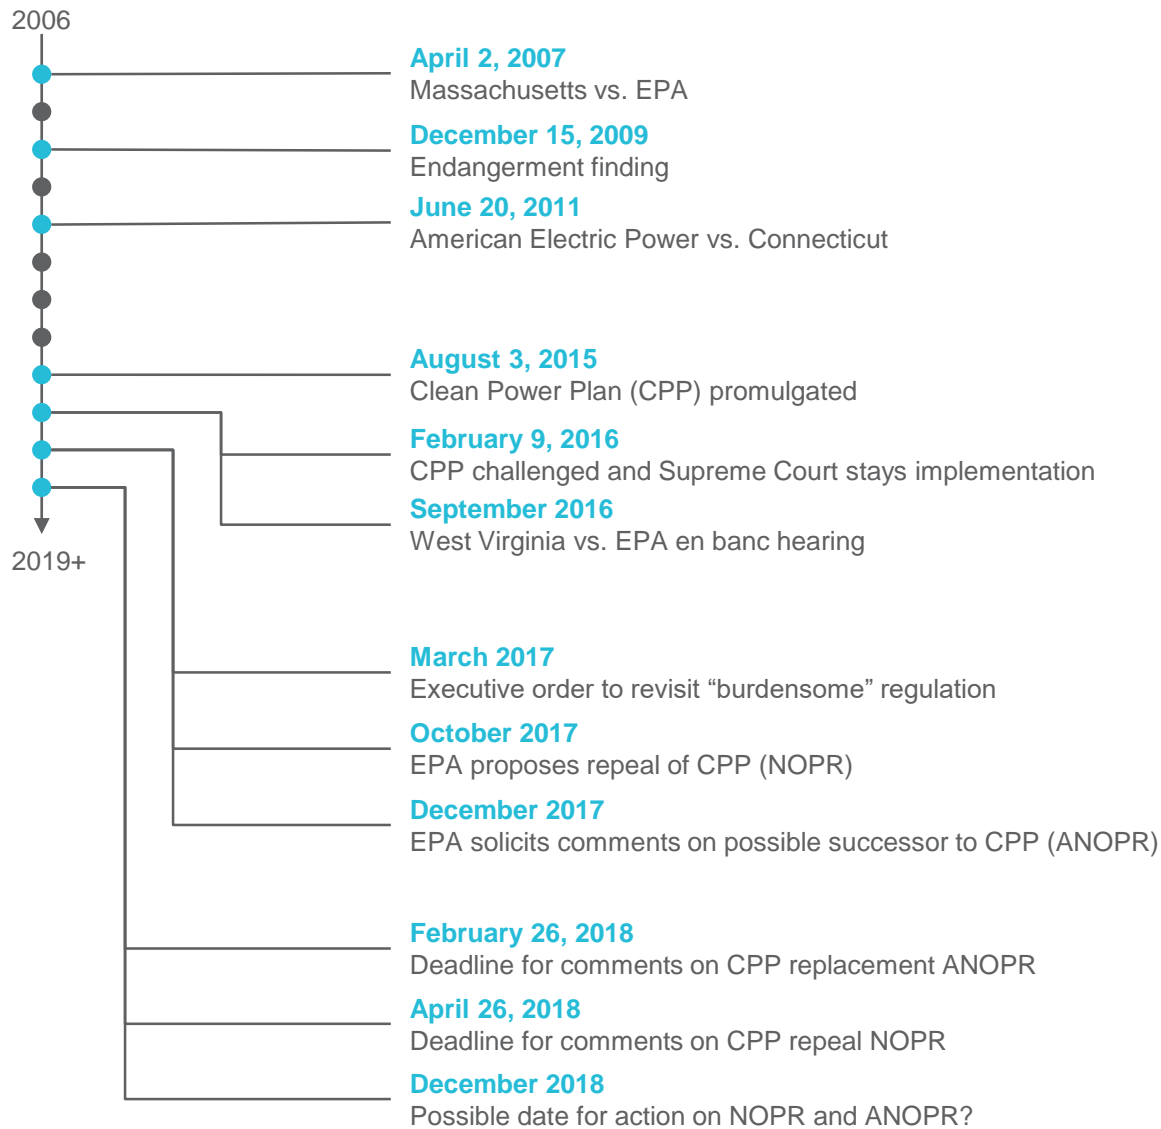 2006
April 2, 2007
Massachusetts vs. EPA
December 15, 2009
Endangerment finding
June 20, 2011
American Electric Power vs. Connecticut
August 3, 2015
Clean Power Plan (CPP) promulgated
February 9, 2016
CPP challenged and Supreme Court stays implementation
September 2016
West Virginia vs. EPA en banc hearing
2019+
March 2017
Executive order to revisit “burdensome” regulation
October 2017
EPA proposes repeal of CPP (NOPR)
December 2017
EPA solicits comments on possible successor to CPP (ANOPR)
February 26, 2018
Deadline for comments on CPP replacement ANOPR
April 26, 2018
Deadline for comments on CPP repeal NOPR
December 2018
Possible date for action on NOPR and ANOPR?